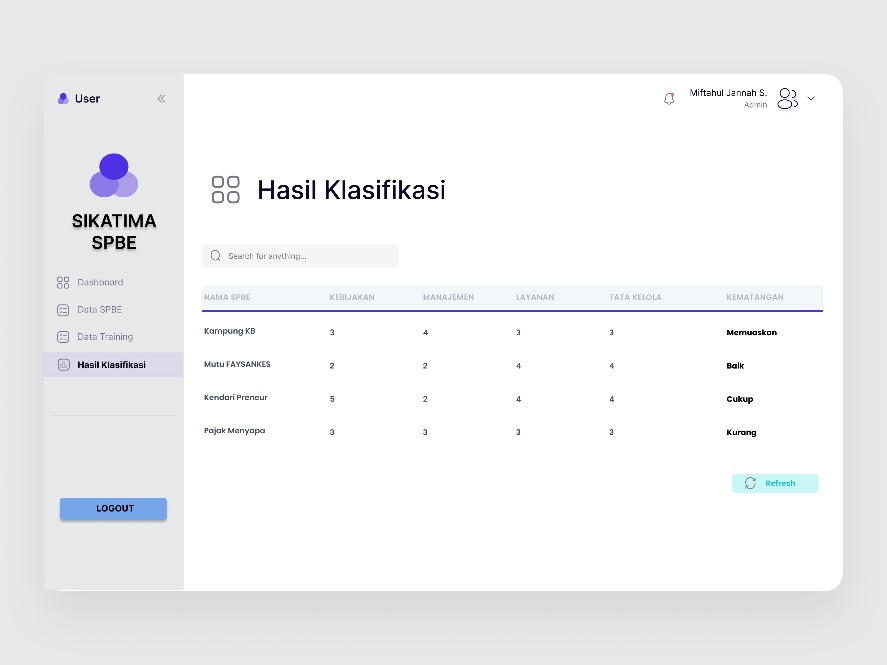 User
Miftahul Jannah S.
Admin
SIKATIMA
SPBE
Dashboard
Data SPBE
Data Training
Hasil Klasifikasi
LOGOUT
Hasil Klasifikasi
Search for anything...
NAMA SPBE KEBIJAKAN MANAJEMEN LAYANAN TATA KELOLA KEMATANGAN
Kampung KB 3 4 3 3 Memuaskan
Mutu FAYSANKES 2 2 4 4 Baik
Kendari Preneur 5 2 4 4 Cukup
Pajak Menyapa 3 3 3 3 Kurang
Refresh